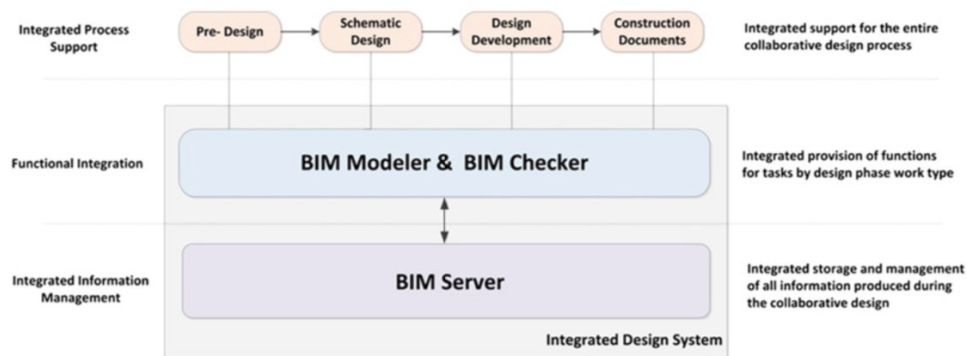 Integrated Process
Support
Pre- Design
Schematic
Design
Design
Development
Construction
Documents
Integrated support for the entire
collaborative design process
Functional Integration
BIM Modeler & BIM Checker
Integrated provision of functions
for tasks by design phase work type
Integrated Information
Management
BIM Server
Integrated storage and management
of all information produced during
the collaborative design
Integrated Design System